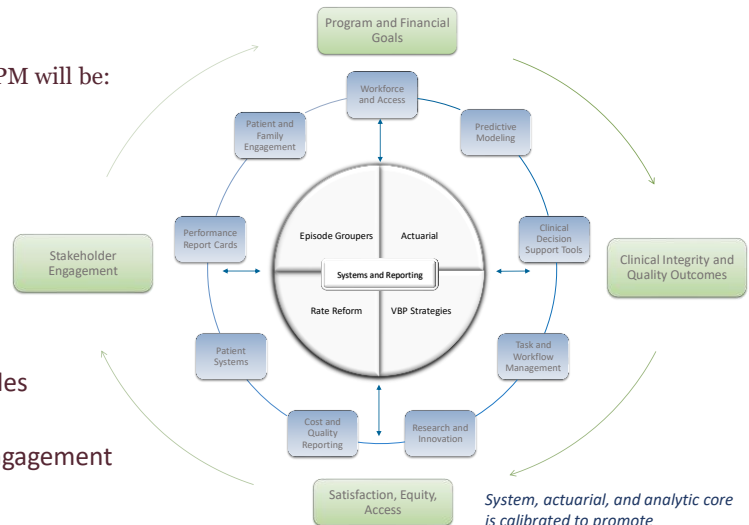 Program and Financial
Goals
PM will be:
Workforce
and Access
Patient and
Family
Engagement
Predictive
Modeling
Performance
Report Cards
Episode Groupers
Actuarial
Clinical
Decision
Support Tools
Stakeholder
Engagement
Systems and Reporting
Clinical Integrity and
Quality Outcomes
Rate Reform
VBP Strategies
Patient
Systems
Task and
Workflow
Management
les
Cost and
Quality
Reporting
Research and
Innovation
gagement
Satisfaction, Equity,
Access
System, actuarial, and analytic core
is calibrated to promote